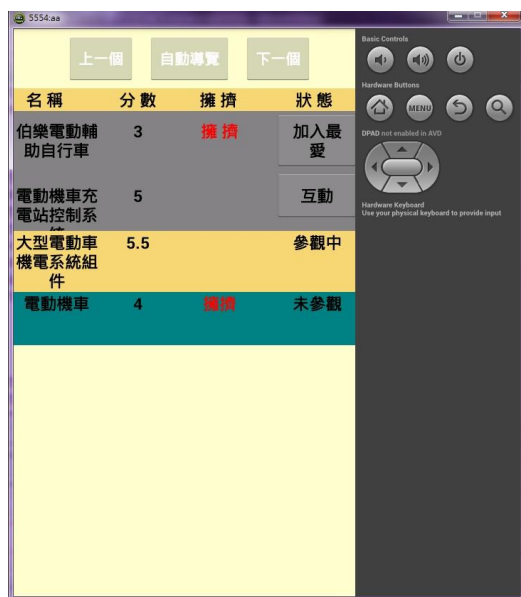 5554:aa
上一個 自動導覽 下一個
名稱 分數 擁擠 狀態
伯樂電動輔助自行車 3 擁擠 加入最愛
電動機車充電站控制系統 5 互動
大型電動車機電系統組件 5.5 參觀中
電動機車 4 擁擠 未參觀
Basic Controls
Hardware Buttons
MENU
DPAD not enabled in AVD
Hardware Keyboard
Use your physical keyboard to provide input